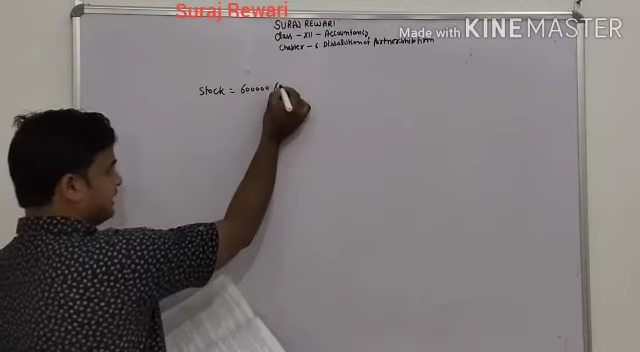 Suraj Rewari
SURAJ REWARI
Class - XII - Accountancy
Chapter - 6 Dissolution of partnership firm
Made with KINEMASTER
Stock = 600000